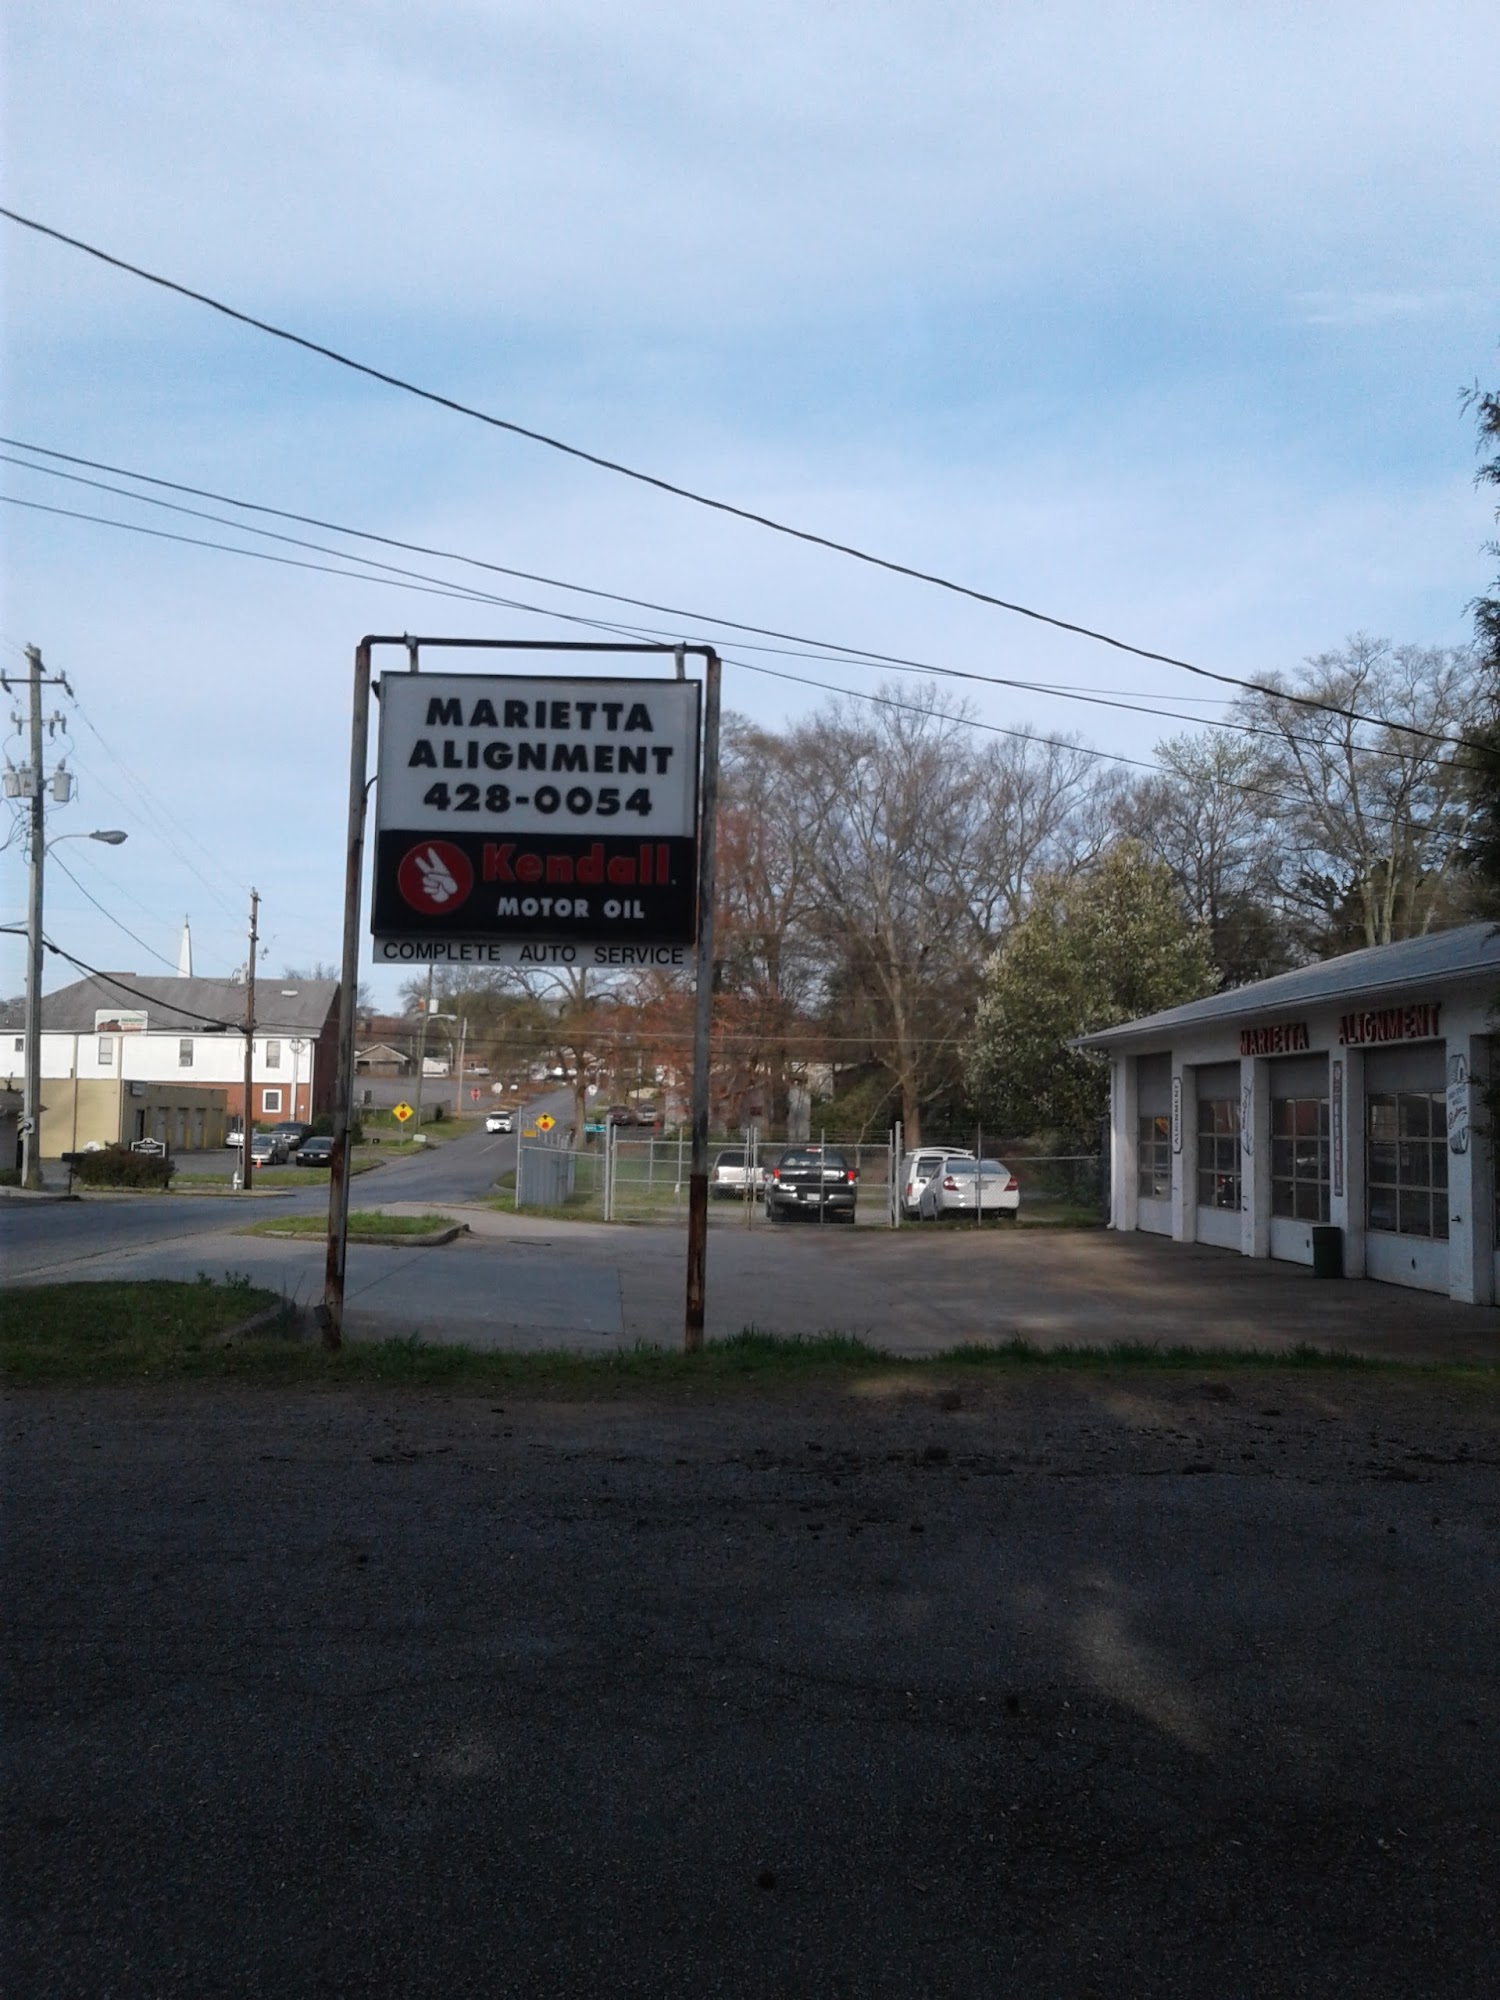 MARIETTA
ALIGNMENT
428-0054
Kendall
MOTOR OIL
COMPLETE AUTO SERVICE
MARIETTA ALIGNMENT